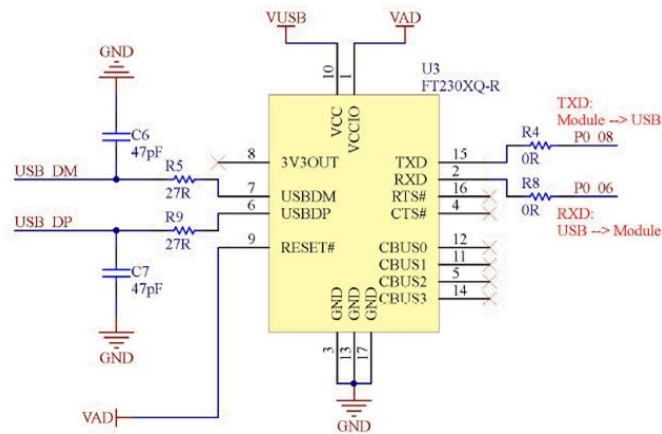 VUSB
VAD
GND
10
1
U3
FT230XQ-R
VCC
VCCIO
TXD:
Module --> USB
C6
47pF
R4
P0_08
0R
8
3V3OUT
TXD
15
USB_DM
R5
27R
7
USBDM
RXD
2
R8
P0_06
0R
RTS#
16
USB_DP
R9
27R
6
USBDP
CTS#
4
RXD:
USB --> Module
9
RESET#
CBUS0
12
CBUS1
11
CBUS2
5
CBUS3
14
C7
47pF
GND
GND
GND
GND
3
13
17
VAD
GND